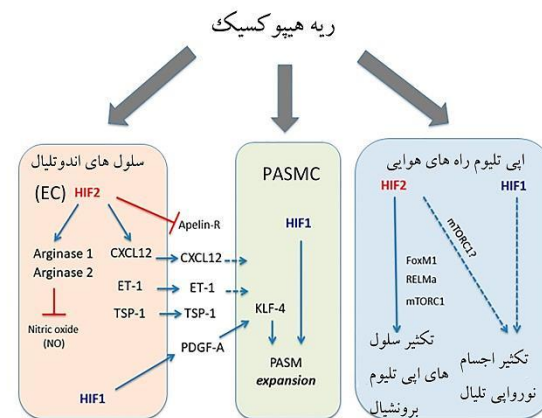 ریه هیپوکسیک
سلول های اندوتلیال
(EC) HIF2
Apelin-R
Arginase 1
Arginase 2
CXCL12
CXCL12
ET-1
ET-1
TSP-1
TSP-1
Nitric oxide
(NO)
PDGF-A
HIF1
PASMC
HIF1
KLF-4
PASM
expansion
اپی تلیوم راه های هوایی
HIF2
HIF1
mTORC1?
FoxM1
RELMa
mTORC1
تکثیر سلول
های اپی تلیوم
برونشیال
تکثیر اجسام
نورواپی تلیال